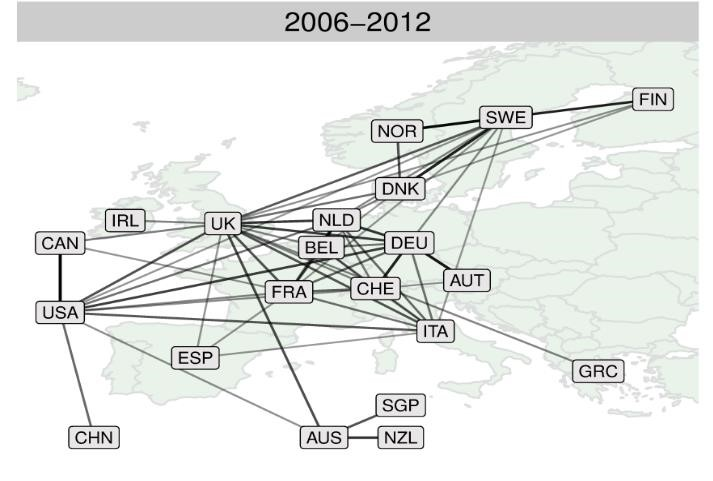 2006–2012
FIN
SWE
NOR
DNK
IRL
UK
NLD
CAN
BEL
DEU
AUT
FRA
CHE
USA
ITA
ESP
GRC
SGP
CHN
AUS
NZL